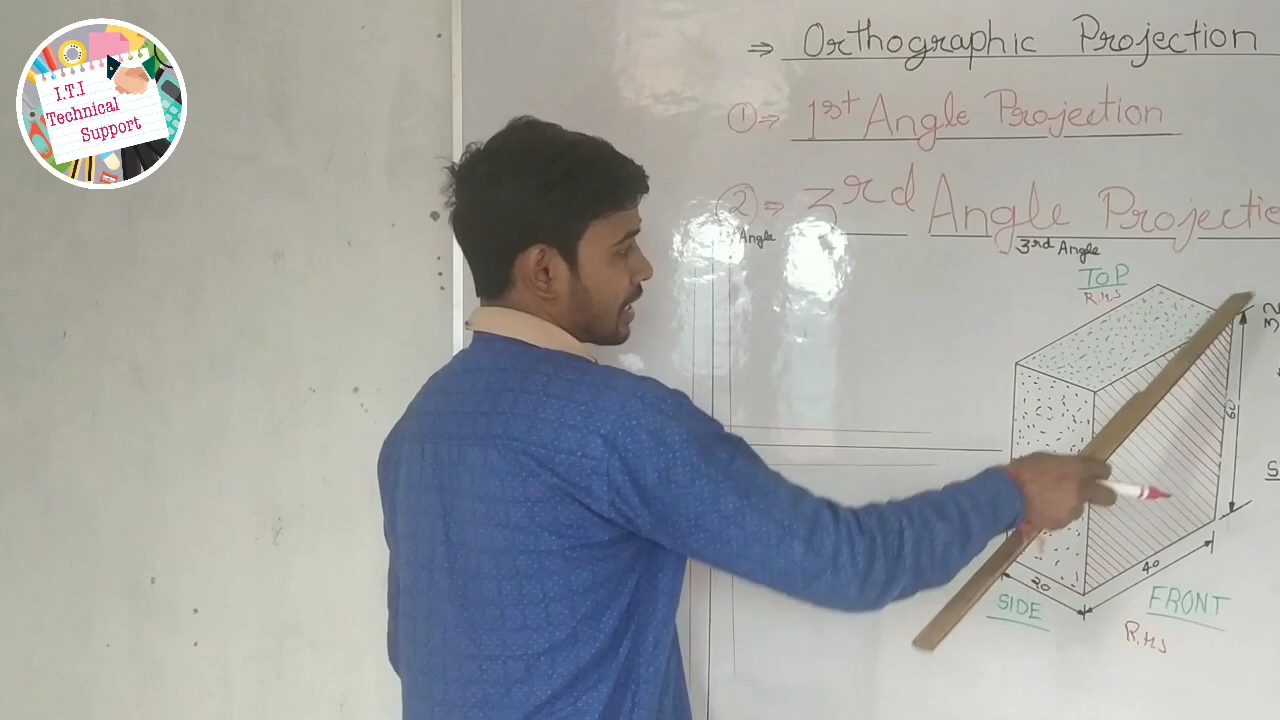 I.T.I
Technical
Support
⇒ Orthographic Projection
① ⇒ 1st Angle Projection
② ⇒ 3rd Angle Projectio
Angle
3rd Angle
TOP
R.H.S
32
60
S
20
40
SIDE
FRONT
R.H.S